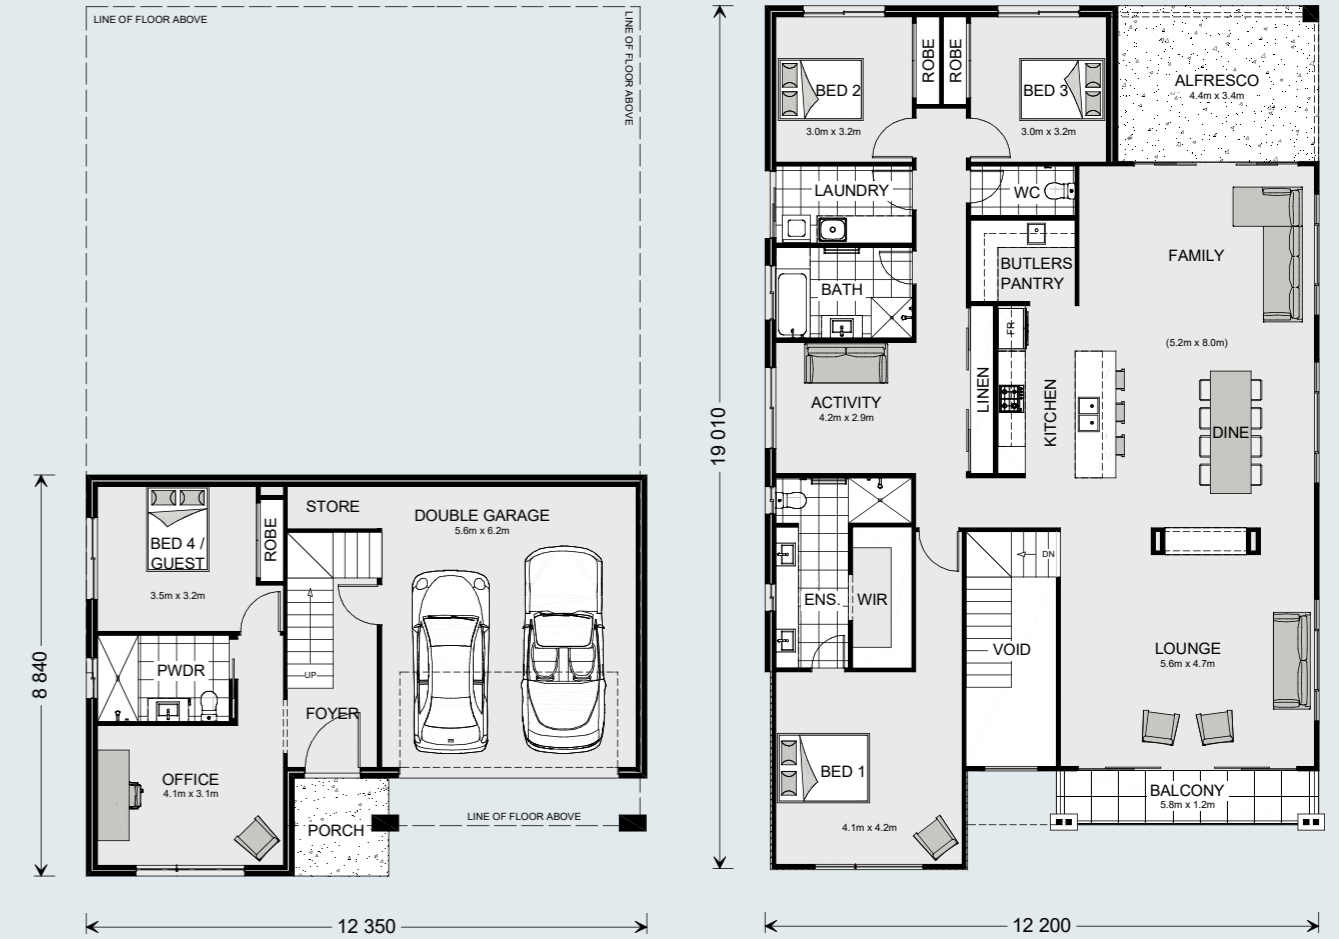 LINE OF FLOOR ABOVE
LINE OF FLOOR ABOVE
STORE
DOUBLE GARAGE
5.6m x 6.2m
BED 4 /
GUEST
3.5m x 3.2m
ROBE
PWDR
UP
FOYER
OFFICE
4.1m x 3.1m
PORCH
LINE OF FLOOR ABOVE
8 840
12 350
BED 2
3.0m x 3.2m
ROBE
ROBE
BED 3
3.0m x 3.2m
ALFRESCO
4.4m x 3.4m
LAUNDRY
WC
BUTLERS
PANTRY
FAMILY
BATH
(5.2m x 8.0m)
FR
ACTIVITY
4.2m x 2.9m
LINEN
KITCHEN
DINE
DN
ENS.
WIR
VOID
LOUNGE
5.6m x 4.7m
BED 1
4.1m x 4.2m
BALCONY
5.8m x 1.2m
19 010
12 200